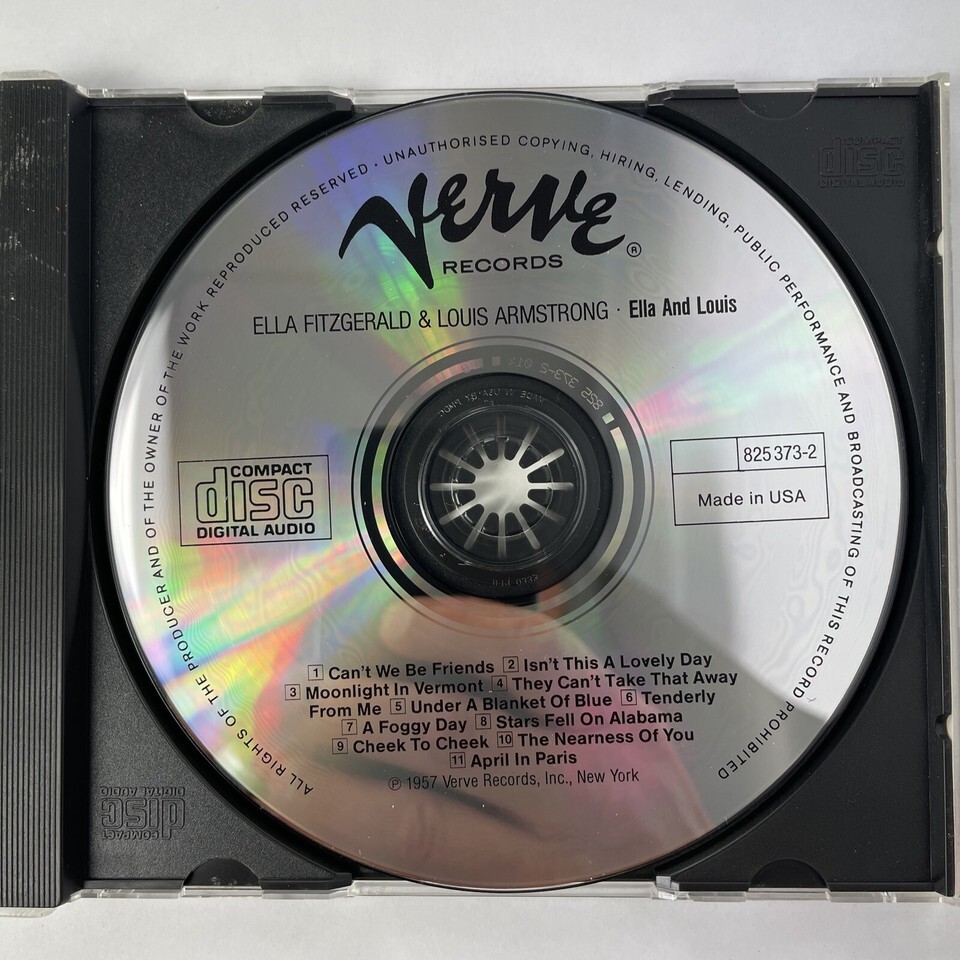 ALL RIGHTS OF THE PRODUCER AND OF THE OWNER OF THE WORK REPRODUCED RESERVED · UNAUTHORISED COPYING, HIRING, LENDING, PUBLIC PERFORMANCE AND BROADCASTING OF THIS RECORD PROHIBITED
Verve ®
RECORDS
ELLA FITZGERALD & LOUIS ARMSTRONG · Ella And Louis
COMPACT
disc
DIGITAL AUDIO
825 373-2
Made in USA
1 Can't We Be Friends 2 Isn't This A Lovely Day
3 Moonlight In Vermont 4 They Can't Take That Away
From Me 5 Under A Blanket Of Blue 6 Tenderly
7 A Foggy Day 8 Stars Fell On Alabama
9 Cheek To Cheek 10 The Nearness Of You
11 April In Paris
℗ 1957 Verve Records, Inc., New York
COMPACT
disc
DIGITAL AUDIO
COMPACT
disc
DIGITAL AUDIO